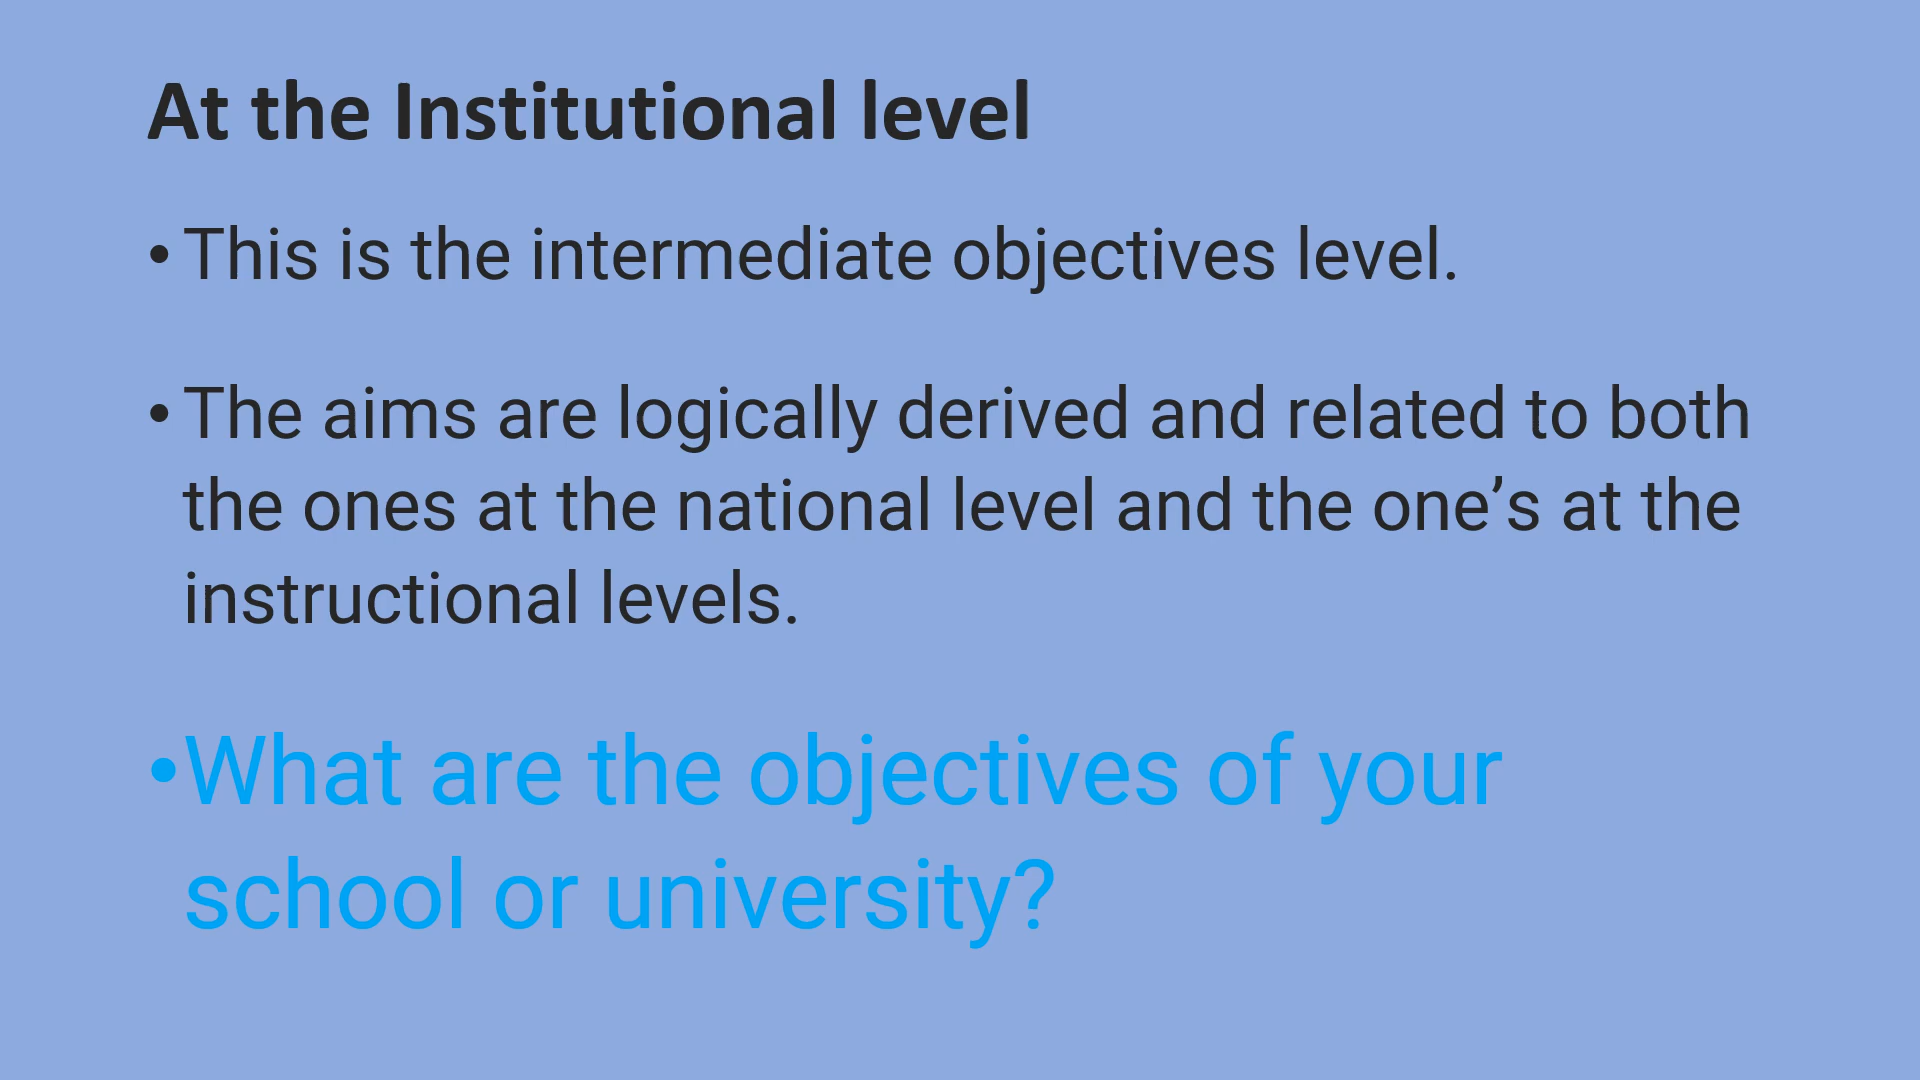 At the Institutional level
• This is the intermediate objectives level.
• The aims are logically derived and related to both
the ones at the national level and the one’s at the
instructional levels.
• What are the objectives of your
school or university?